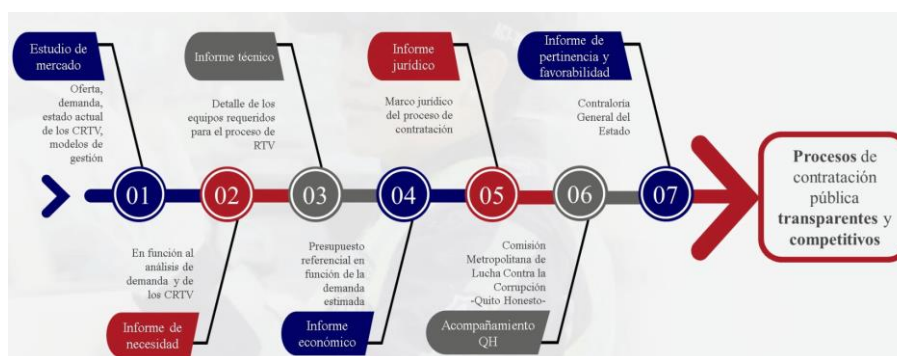 Estudio de
mercado
Oferta,
demanda,
estado actual
de los CRTV,
modelos de
gestión
01
02
En función al
análisis de
demanda y de
los CRTV
Informe de
necesidad
Informe técnico
Detalle de los
equipos requeridos
para el proceso de
RTV
03
04
Presupuesto
referencial en
función de la
demanda
estimada
Informe
económico
Informe
jurídico
Marco jurídico
del proceso de
contratación
05
06
Comisión
Metropolitana de
Lucha Contra la
Corrupción
-Quito Honesto-
Acompañamiento
QH
Informe de
pertinencia y
favorabilidad
Contraloría
General del
Estado
07
Procesos de
contratación
pública
transparentes y
competitivos